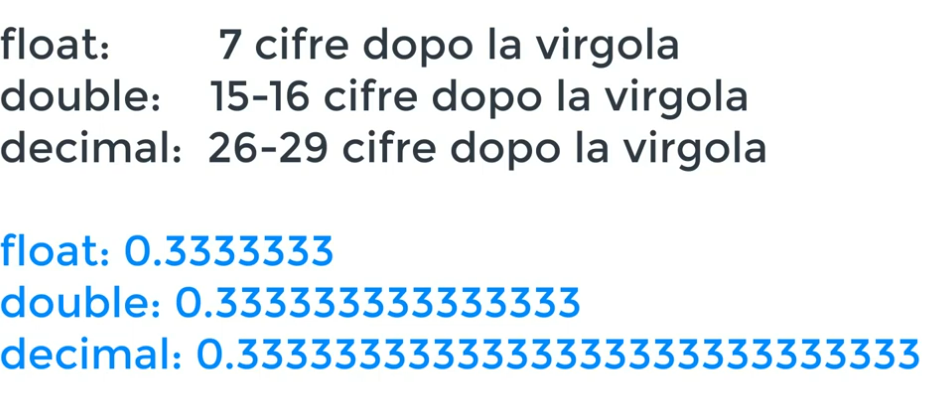 float: 7 cifre dopo la virgola
double: 15-16 cifre dopo la virgola
decimal: 26-29 cifre dopo la virgola
float: 0.3333333
double: 0.333333333333333
decimal: 0.3333333333333333333333333333